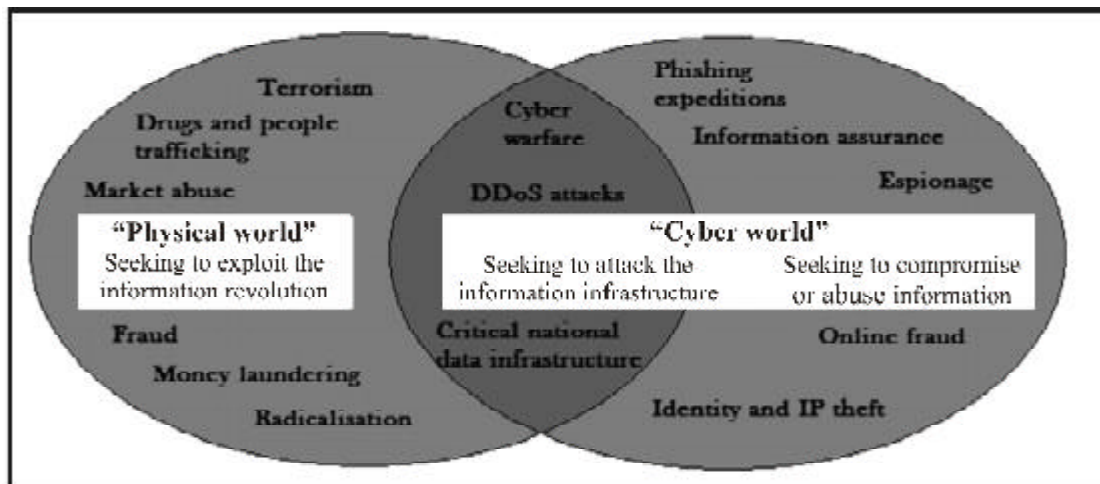 Terrorism
Drugs and people
trafficking
Market abuse
"Physical world"
Seeking to exploit the
information revolution
Fraud
Money laundering
Radicalisation
Cyber
warfare
DDoS attacks
"Cyber world"
Seeking to attack the
information infrastructure
Seeking to compromise
or abuse information
Critical national
data infrastructure
Phishing
expeditions
Information assurance
Espionage
Online fraud
Identity and IP theft